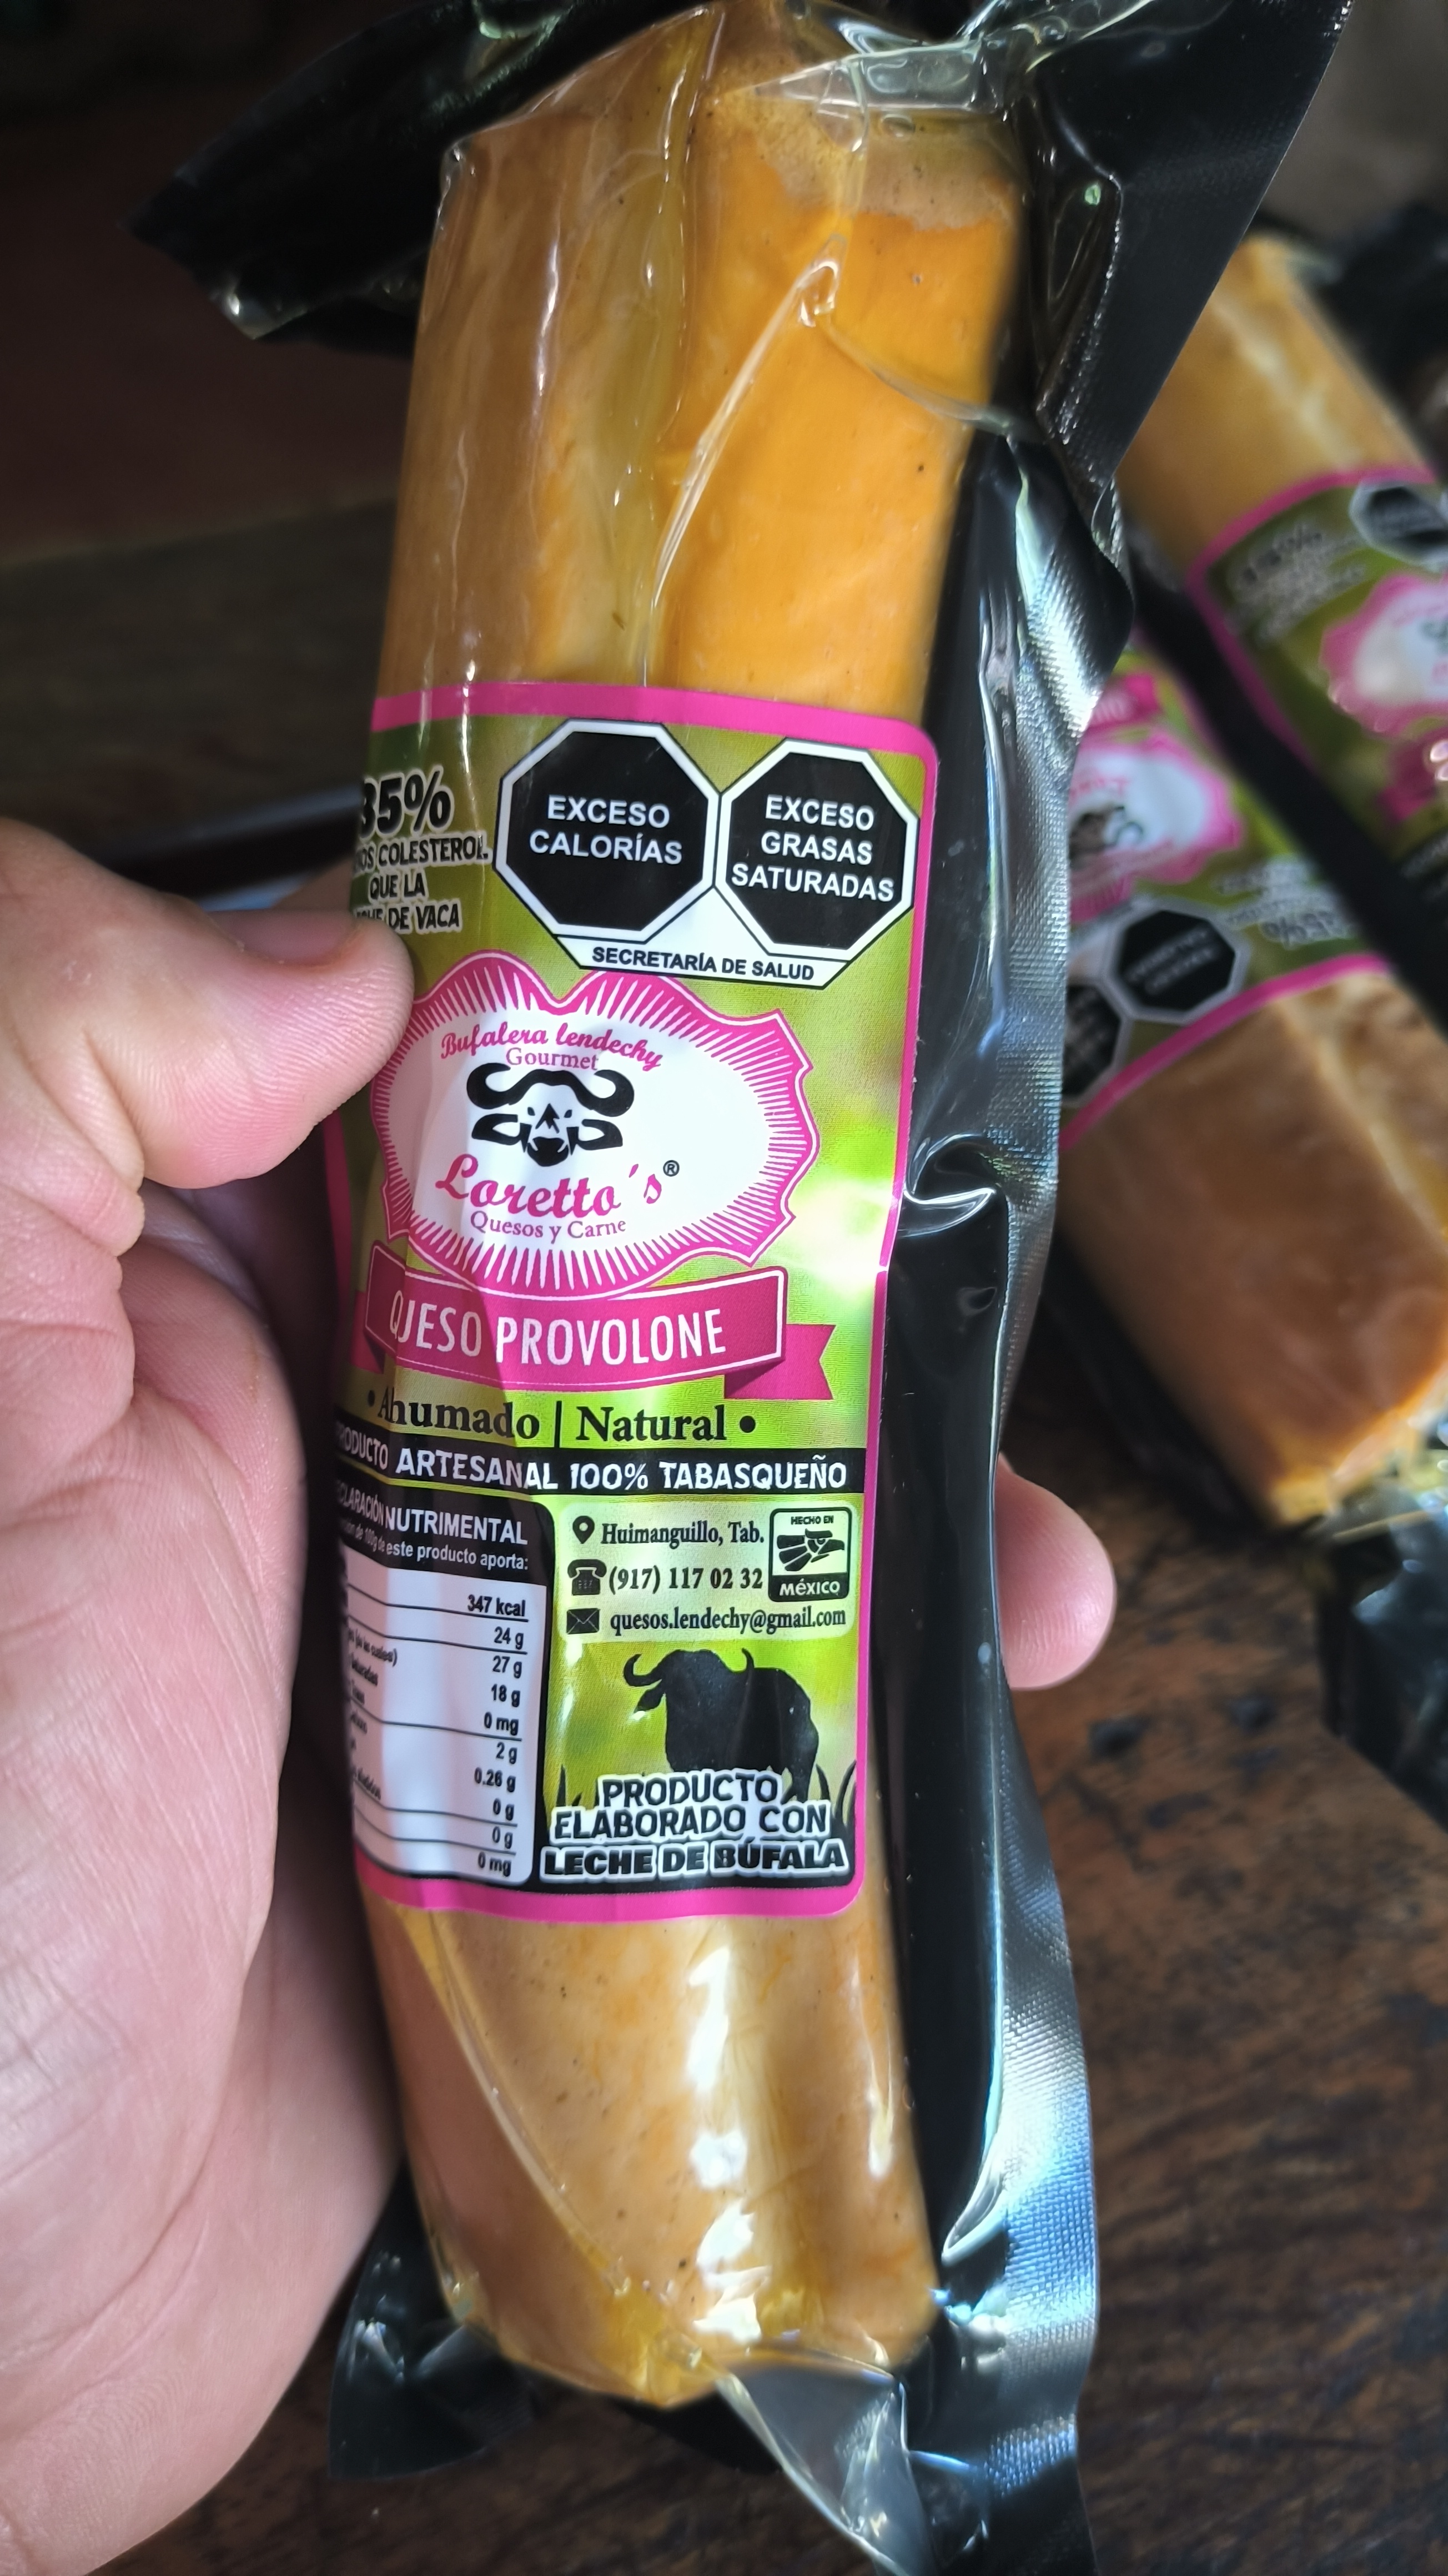 35%
COLESTEROL
QUE LA
DE VACA
EXCESO
CALORÍAS
EXCESO
GRASAS
SATURADAS
SECRETARÍA DE SALUD
Bufalera lendechy
Gourmet
Loretto´s®
Quesos y Carne
QUESO PROVOLONE
• Ahumado | Natural •
PRODUCTO ARTESANAL 100% TABASQUEÑO
NUTRIMENTAL
de 100g de este producto aporta:
347 kcal
24 g
27 g
18 g
0 mg
2 g
0.26 g
0 g
0 g
0 mg
Huimanguillo, Tab.
(917) 117 02 32
quesos.lendechy@gmail.com
HECHO EN
MÉXICO
PRODUCTO
ELABORADO CON
LECHE DE BÚFALA